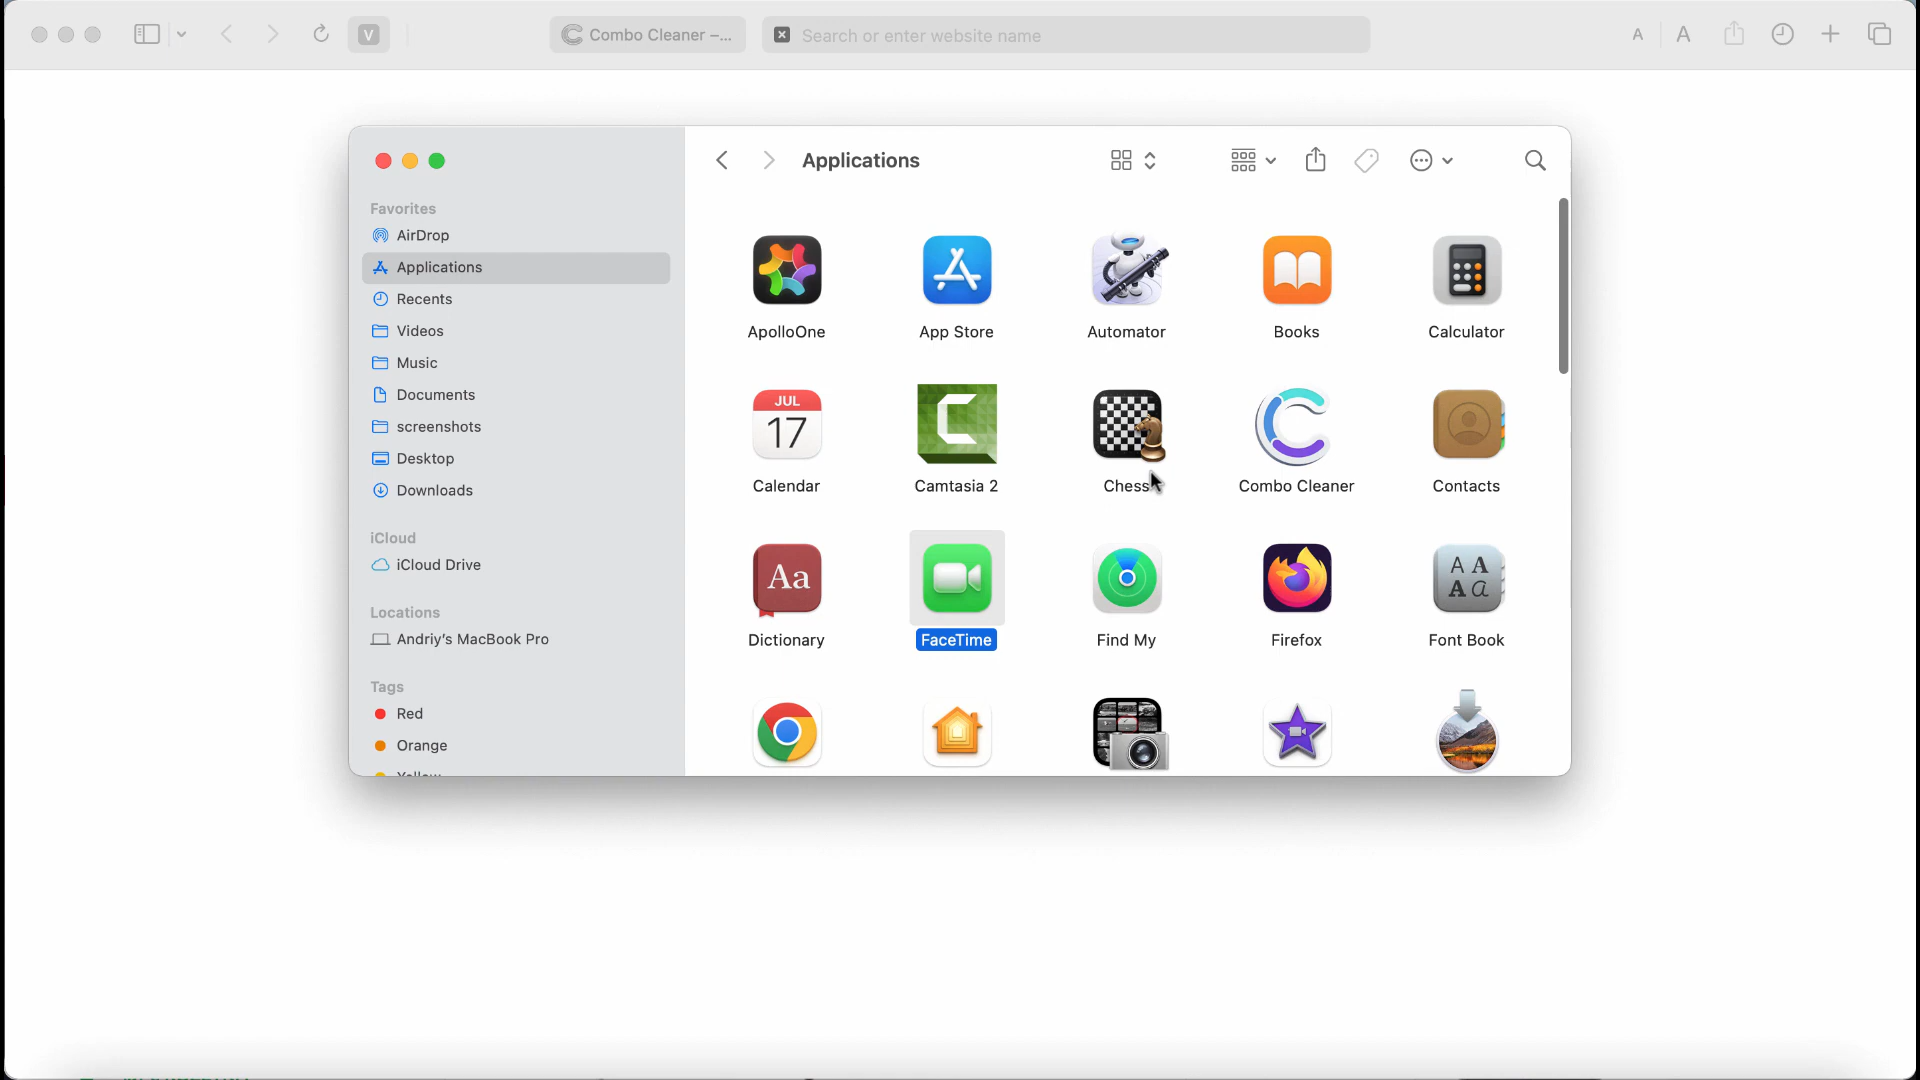 V
Combo Cleaner –...
Search or enter website name
A
A
Applications
Favorites
AirDrop
Applications
Recents
Videos
Music
Documents
screenshots
Desktop
Downloads
iCloud
iCloud Drive
Locations
Andriy's MacBook Pro
Tags
Red
Orange
Yellow
ApolloOne
App Store
Automator
Books
Calculator
JUL
17
Calendar
Camtasia 2
Chess
Combo Cleaner
Contacts
Aa
Dictionary
FaceTime
Find My
Firefox
A A
A a
Font Book